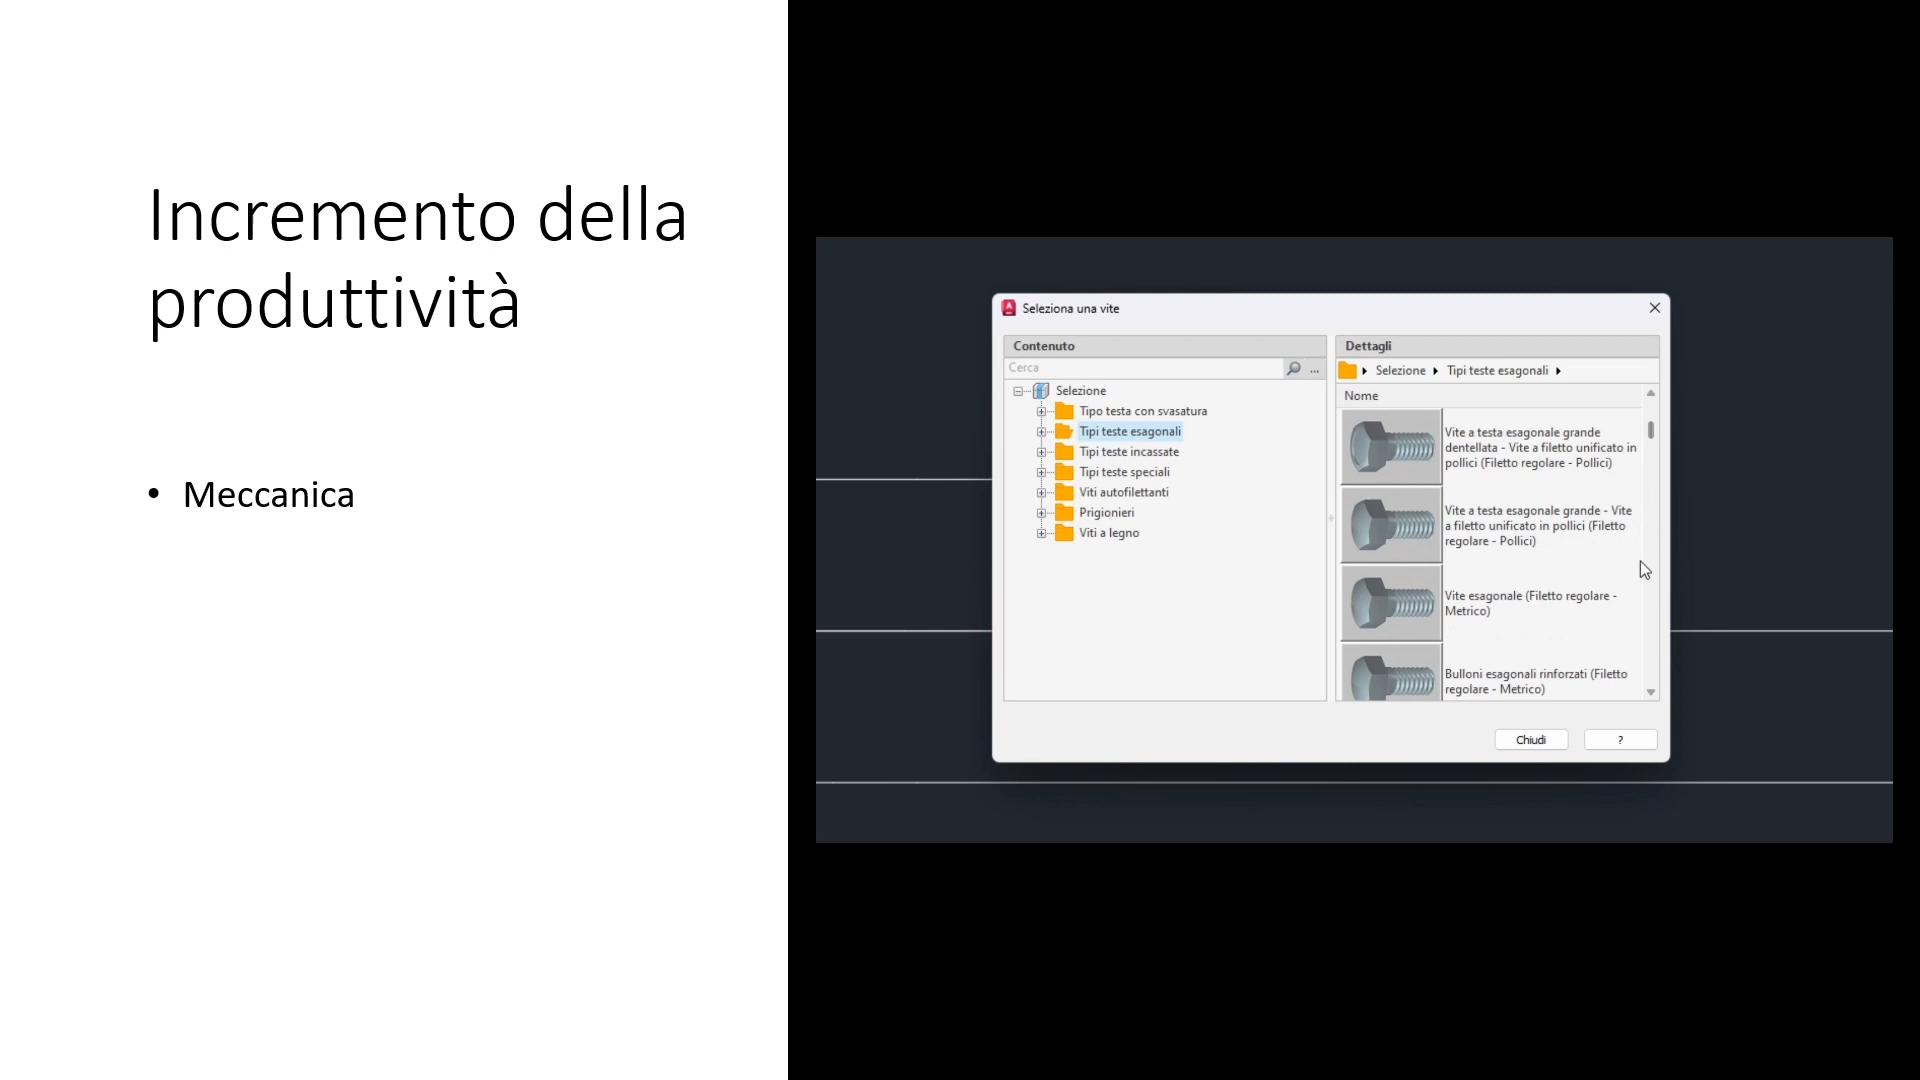 Incremento della
produttività
• Meccanica
Seleziona una vite
Contenuto
Cerca
...
Selezione
Tipo testa con svasatura
Tipi teste esagonali
Tipi teste incassate
Tipi teste speciali
Viti autofilettanti
Prigionieri
Viti a legno
Dettagli
Selezione
Tipi teste esagonali
Nome
Vite a testa esagonale grande
dentellata - Vite a filetto unificato in
pollici (Filetto regolare - Pollici)
Vite a testa esagonale grande - Vite
a filetto unificato in pollici (Filetto
regolare - Pollici)
Vite esagonale (Filetto regolare -
Metrico)
Bulloni esagonali rinforzati (Filetto
regolare - Metrico)
Chiudi
?